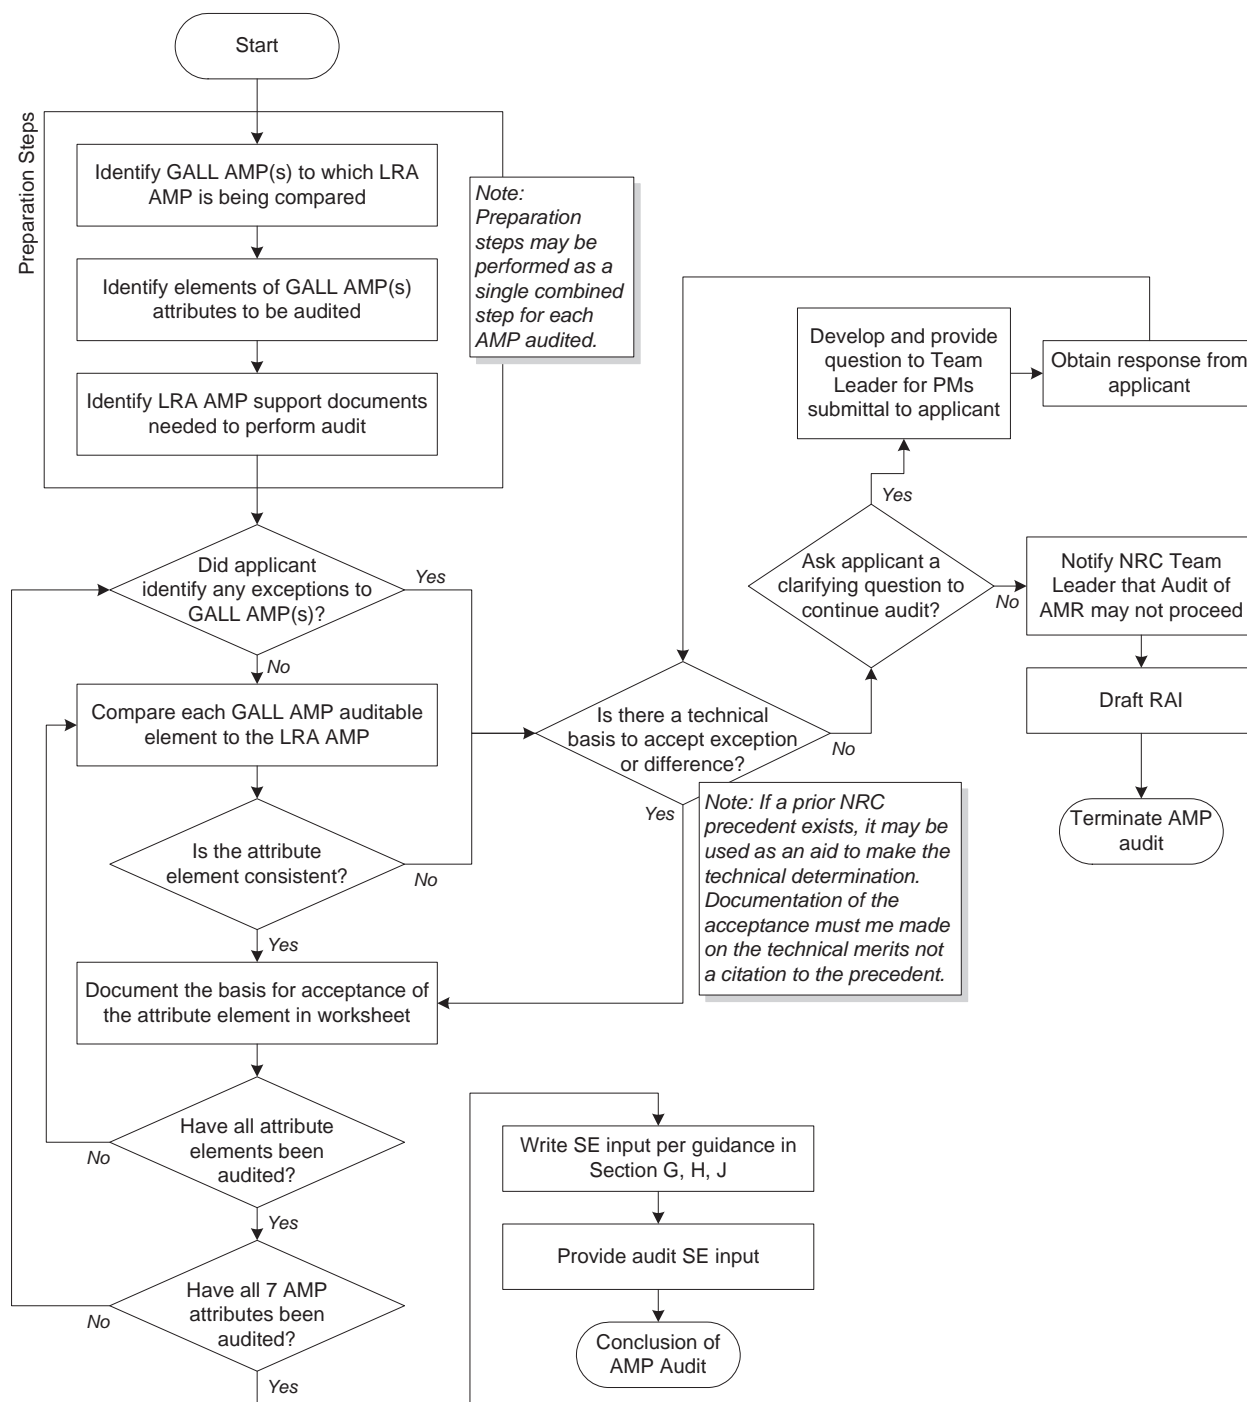 Start
Preparation Steps
Identify GALL AMP(s) to which LRA
AMP is being compared
Identify elements of GALL AMP(s)
attributes to be audited
Identify LRA AMP support documents
needed to perform audit
Note:
Preparation
steps may be
performed as a
single combined
step for each
AMP audited.
Develop and provide
question to Team
Leader for PMs
submittal to applicant
Obtain response from
applicant
Yes
Ask applicant a
clarifying question to
continue audit?
No
Notify NRC Team
Leader that Audit of
AMR may not proceed
Draft RAI
Terminate AMP
audit
Did applicant
identify any exceptions to
GALL AMP(s)?
Yes
No
Compare each GALL AMP auditable
element to the LRA AMP
Is there a technical
basis to accept exception
or difference?
No
Yes
Note: If a prior NRC
precedent exists, it may be
used as an aid to make the
technical determination.
Documentation of the
acceptance must me made
on the technical merits not
a citation to the precedent.
Is the attribute
element consistent?
No
Yes
Document the basis for acceptance of
the attribute element in worksheet
Have all attribute
elements been
audited?
No
Yes
Have all 7 AMP
attributes been
audited?
No
Yes
Write SE input per guidance in
Section G, H, J
Provide audit SE input
Conclusion of
AMP Audit